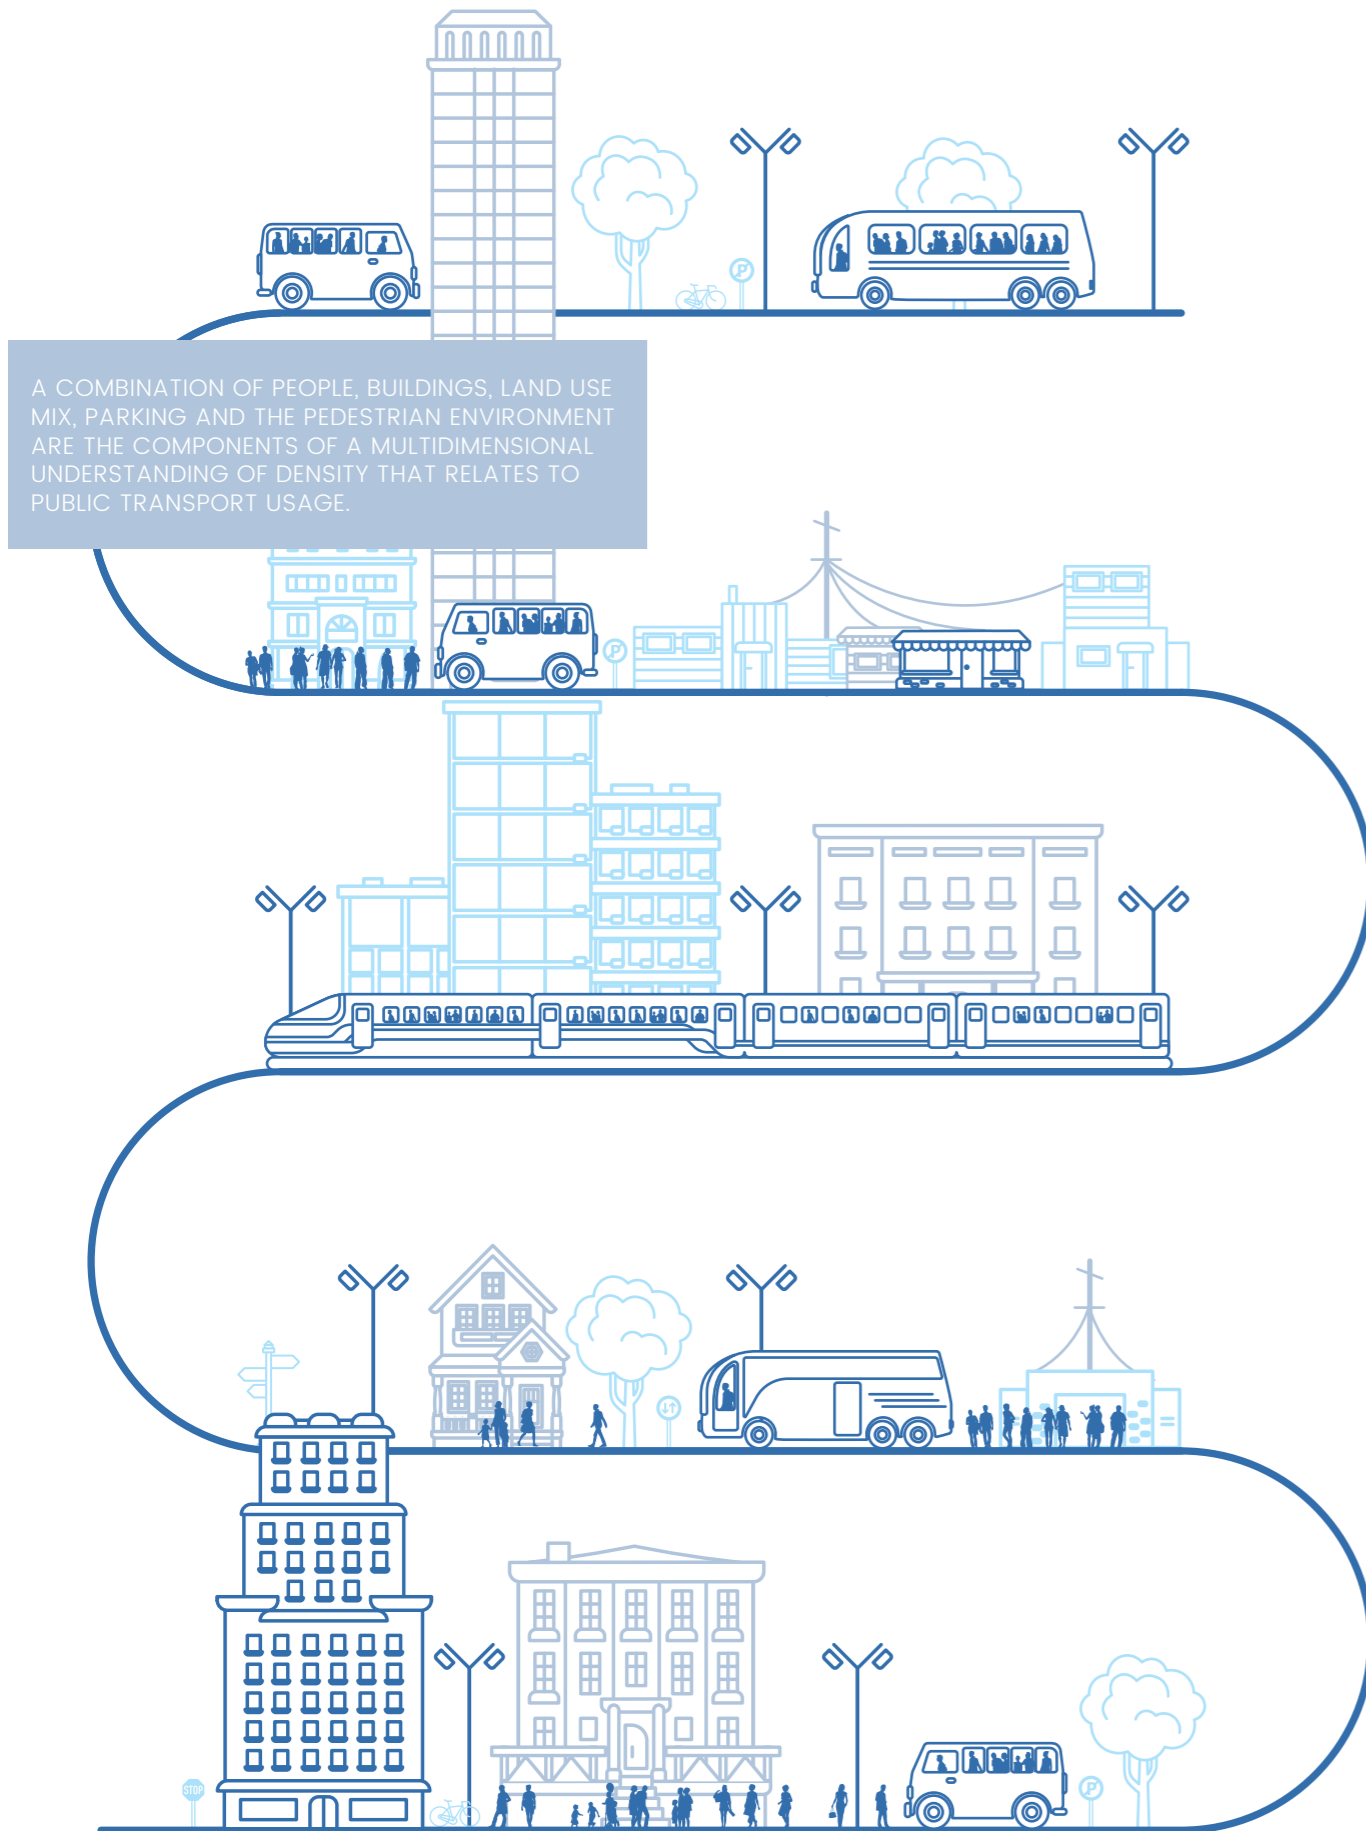 P
A COMBINATION OF PEOPLE, BUILDINGS, LAND USE
MIX, PARKING AND THE PEDESTRIAN ENVIRONMENT
ARE THE COMPONENTS OF A MULTIDIMENSIONAL
UNDERSTANDING OF DENSITY THAT RELATES TO
PUBLIC TRANSPORT USAGE.
P
STOP
P